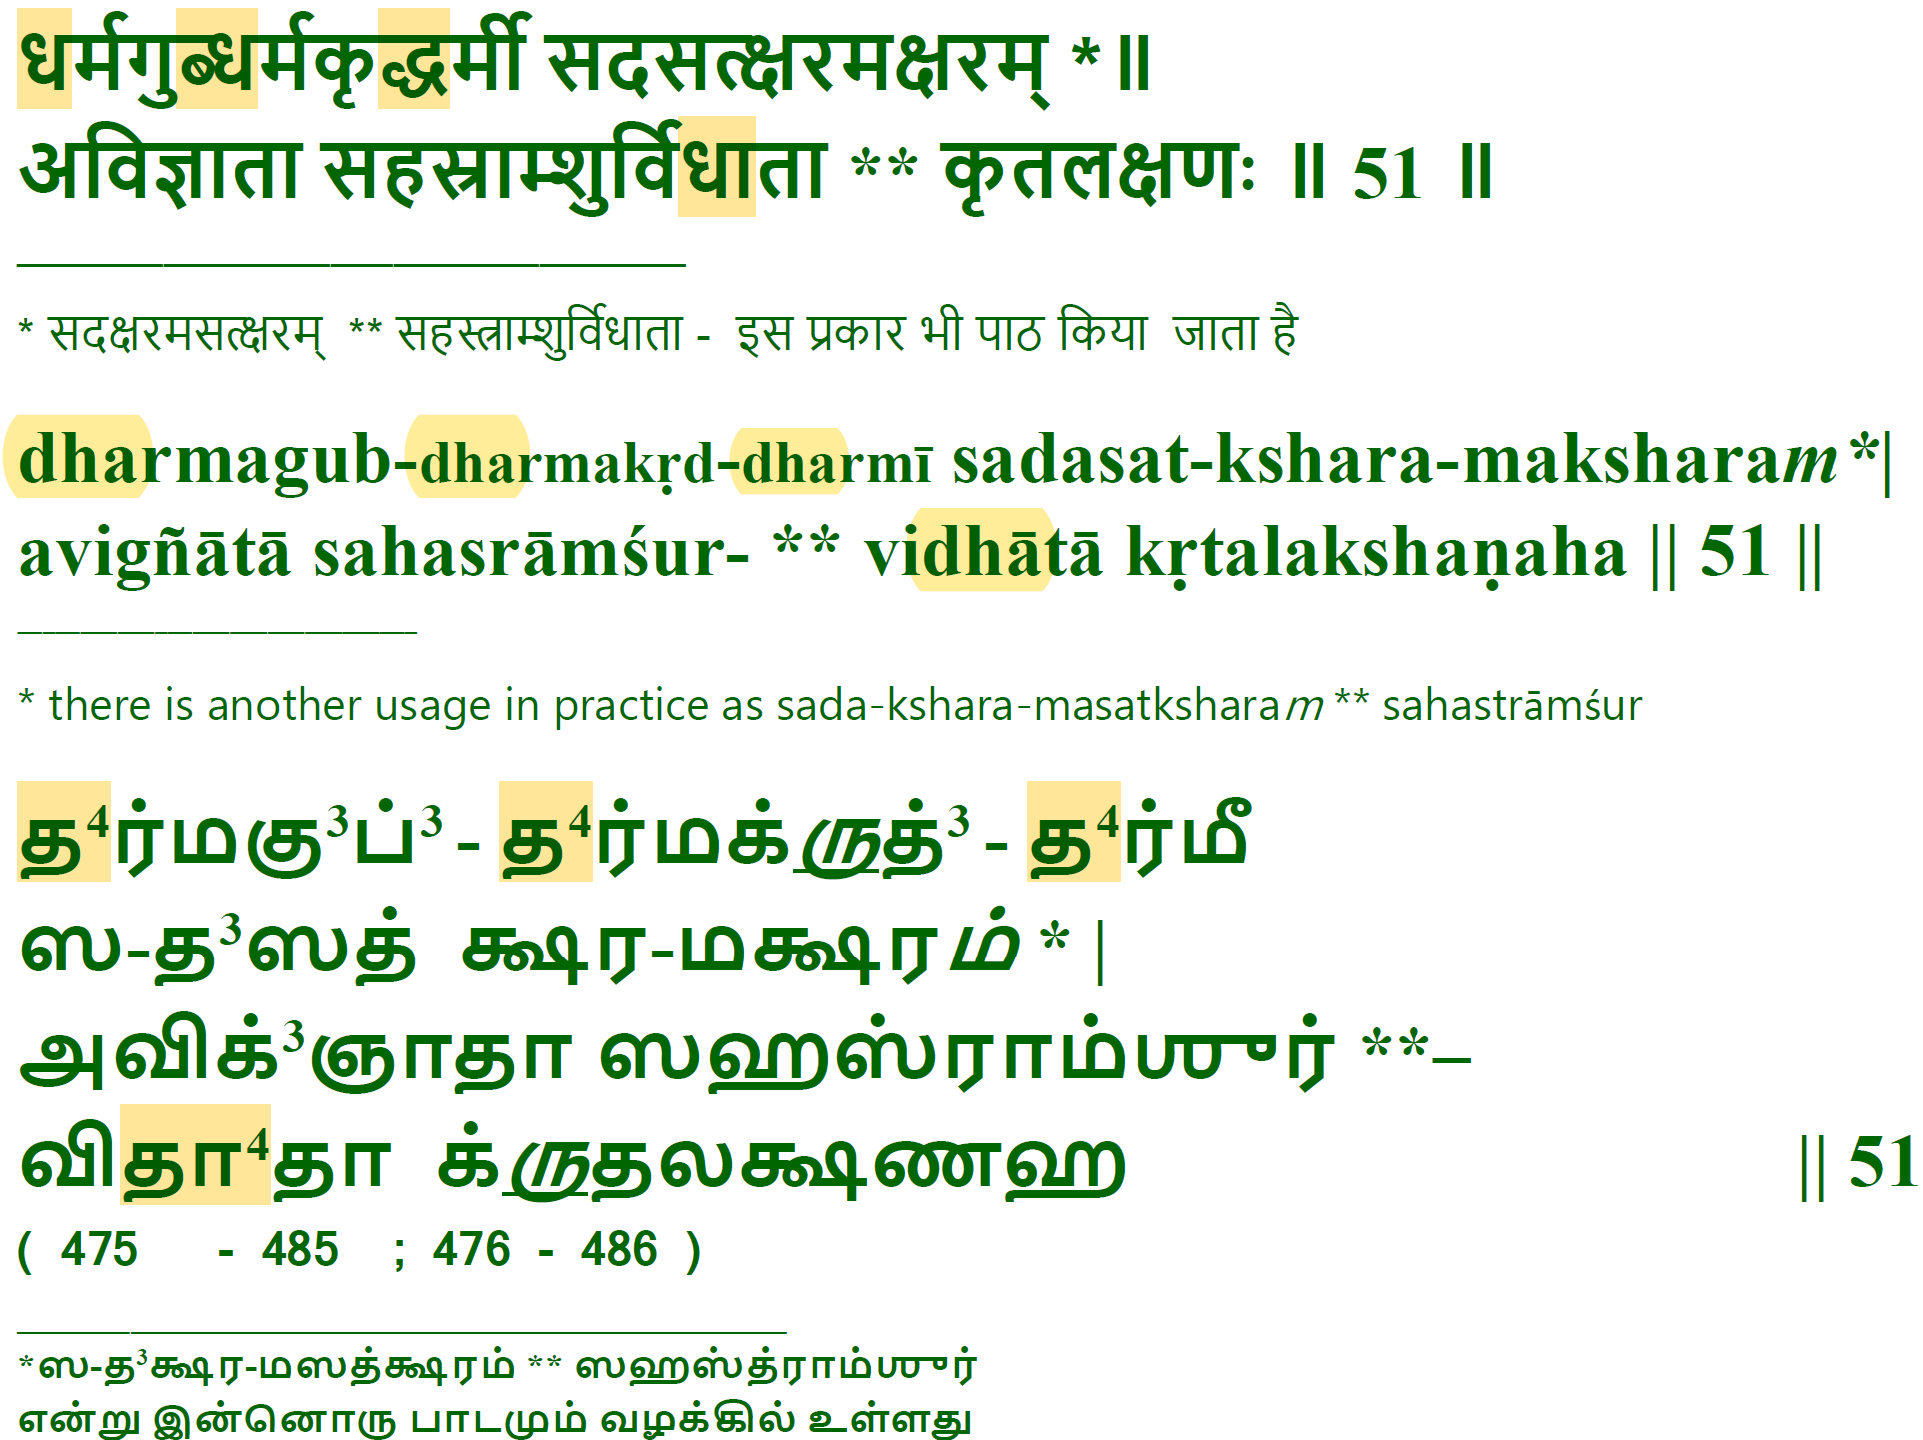 धर्मगुब्धर्मकृद्धर्मी सदसत्क्षरमक्षरम् *॥
अविज्ञाता सहस्राम्शुर्विधाता ** कृतलक्षणः ॥ 51 ॥
* सदक्षरमसत्क्षरम् ** सहस्त्राम्शुर्विधाता - इस प्रकार भी पाठ किया जाता है
dharmagub-dharmakṛd-dharmī sadasat-kshara-maksharam *|
avigñātā sahasrāmśur- ** vidhātā kṛtalakshaṇaha || 51 ||
* there is another usage in practice as sada-kshara-masatksharam ** sahastrāmśur
த⁴ர்மகு³ப்³ - த⁴ர்மக்ருத்³ - த⁴ர்மீ
ஸ-த³ஸத் க்ஷர-மக்ஷரம் * |
அவிக்³ஞாதா ஸஹஸ்ராம்ஶுர் **–
விதா⁴தா க்ருதலக்ஷணஹ || 51
( 475 - 485 ; 476 - 486 )
*ஸ-த³க்ஷர-மஸத்க்ஷரம் ** ஸஹஸ்த்ராம்ஶுர்
என்று இன்னொரு பாடமும் வழக்கில் உள்ளது